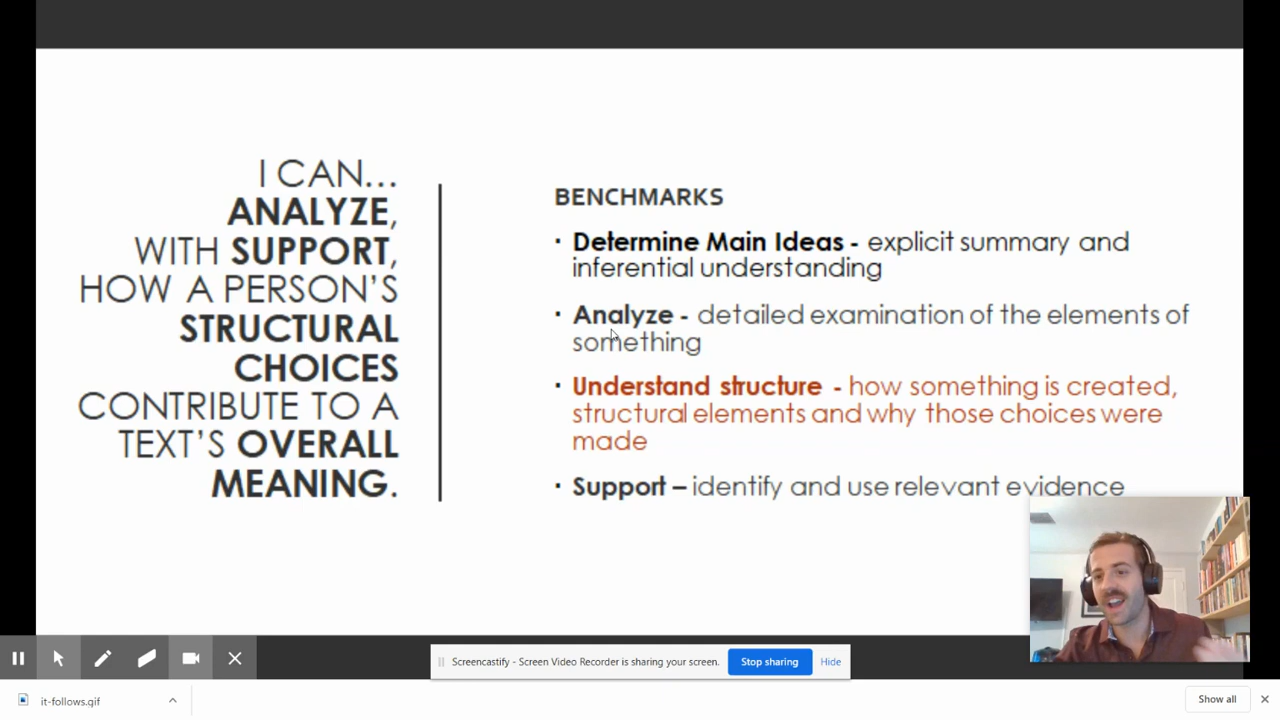 I CAN…
ANALYZE,
WITH SUPPORT,
HOW A PERSON'S
STRUCTURAL
CHOICES
CONTRIBUTE TO A
TEXT'S OVERALL
MEANING.
BENCHMARKS
· Determine Main Ideas - explicit summary and
inferential understanding
· Analyze - detailed examination of the elements of
something
· Understand structure - how something is created,
structural elements and why those choices were
made
· Support – identify and use relevant evidence
Screencastify - Screen Video Recorder is sharing your screen.
Stop sharing
Hide
it-follows.gif
Show all